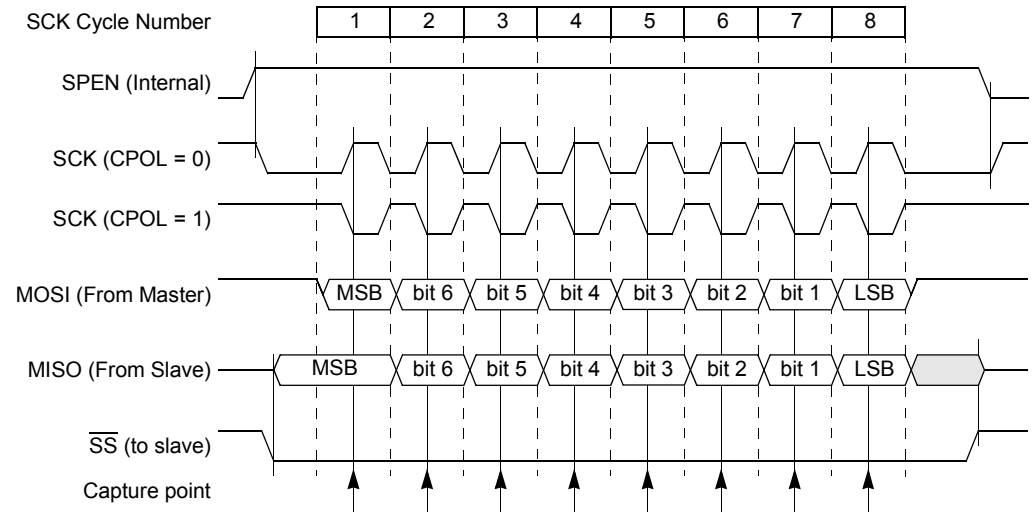 SCK Cycle Number 1 2 3 4 5 6 7 8
SPEN (Internal)
SCK (CPOL = 0)
SCK (CPOL = 1)
MOSI (From Master) MSB bit 6 bit 5 bit 4 bit 3 bit 2 bit 1 LSB
MISO (From Slave) MSB bit 6 bit 5 bit 4 bit 3 bit 2 bit 1 LSB
SS (to slave)
Capture point